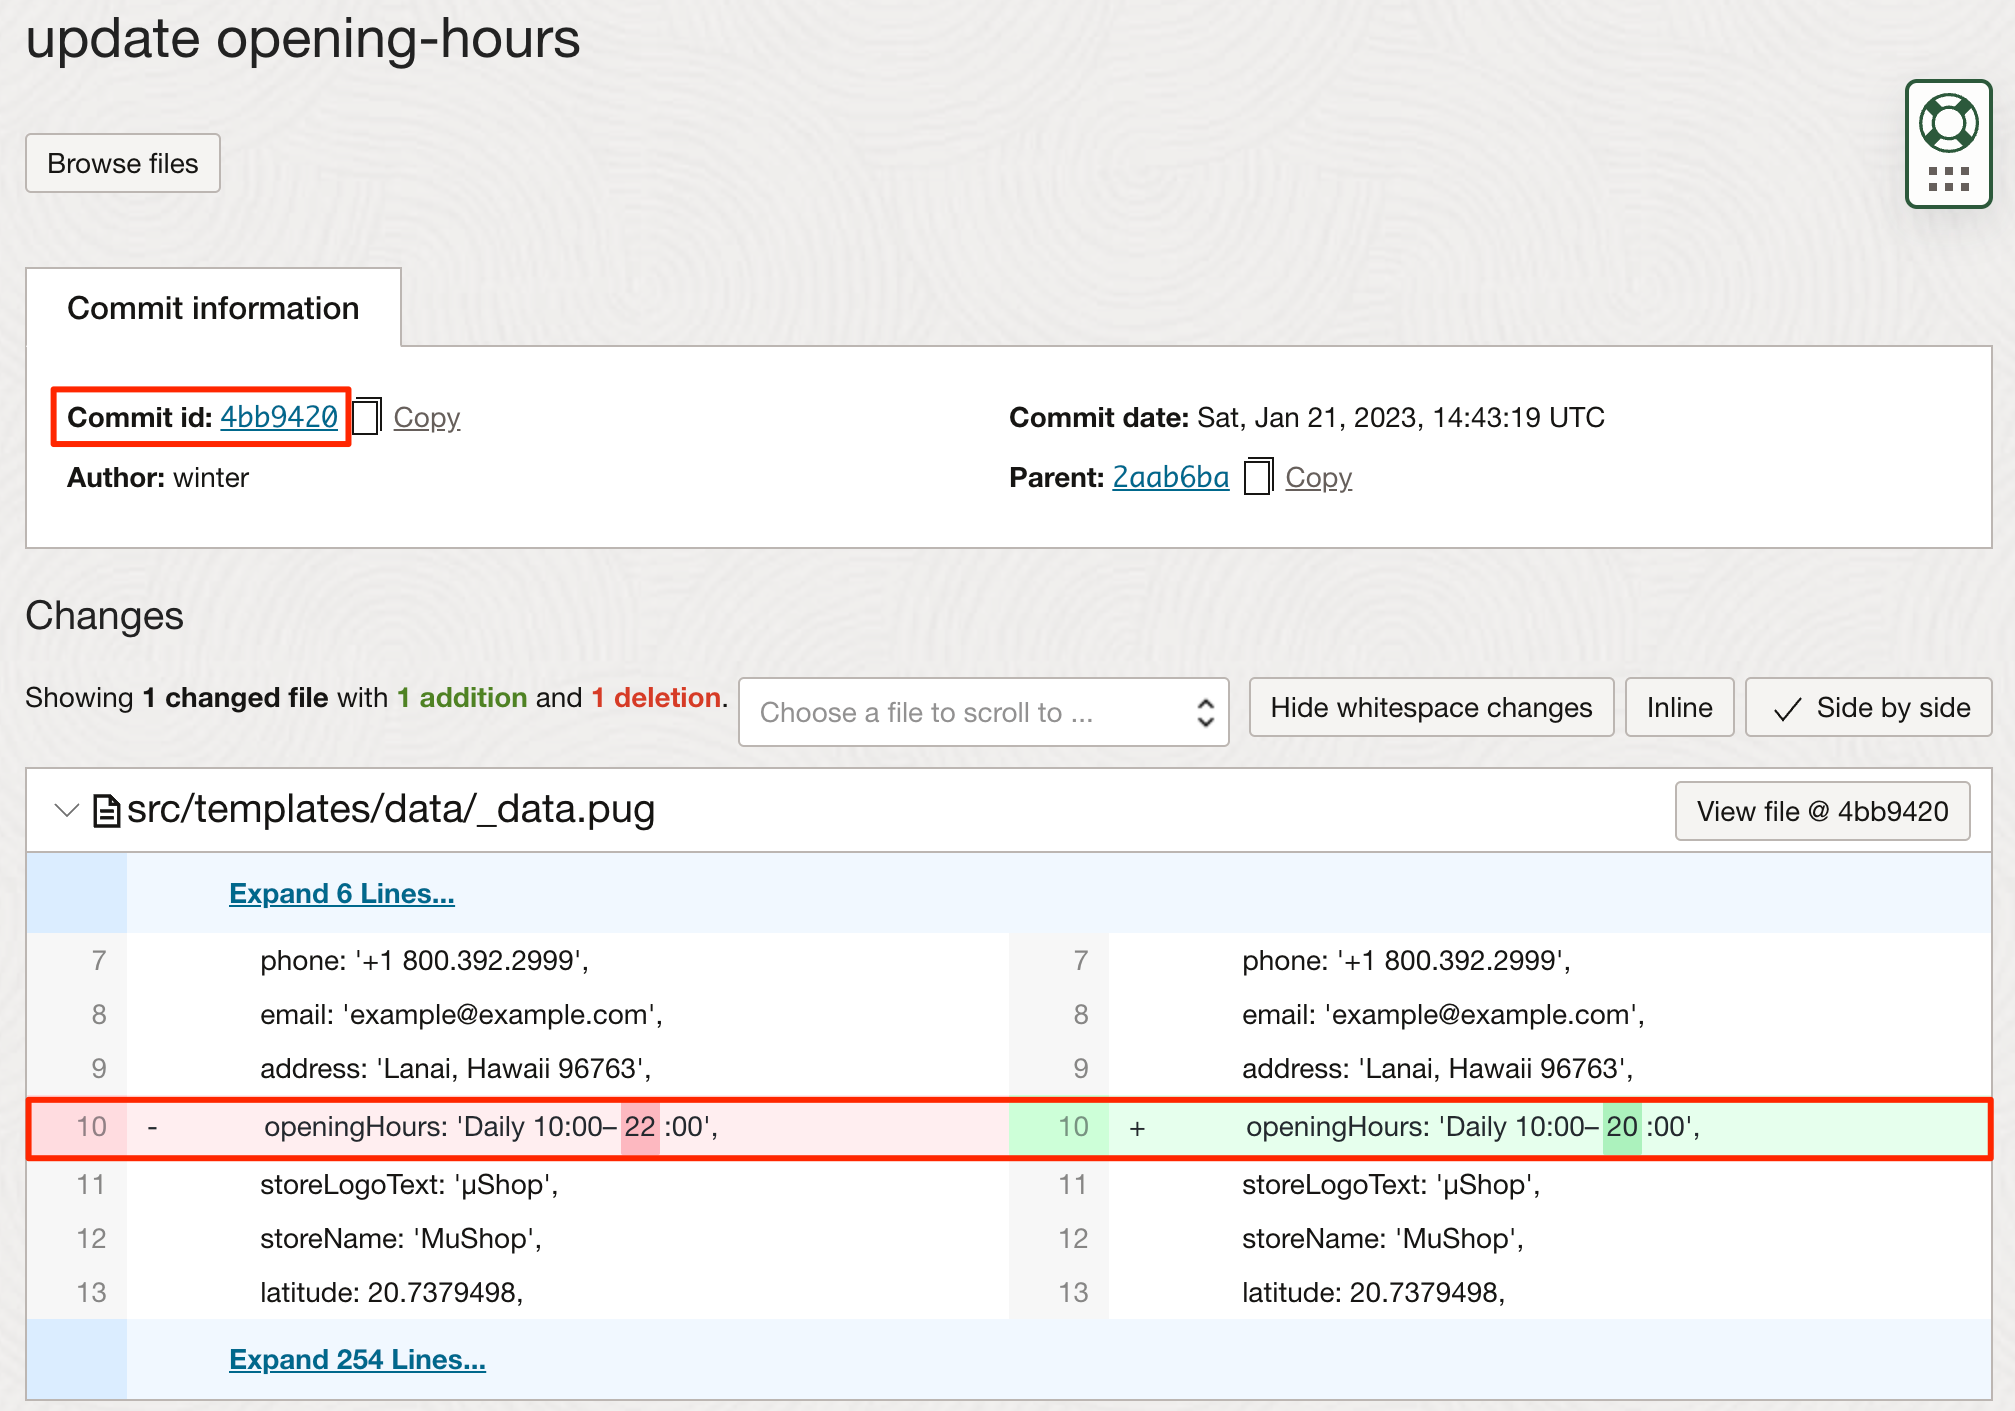 update opening-hours
Browse files
Commit information
Commit id: 4bb9420 Copy
Commit date: Sat, Jan 21, 2023, 14:43:19 UTC
Author: winter
Parent: 2aab6ba Copy
Changes
Showing 1 changed file with 1 addition and 1 deletion.
Choose a file to scroll to ...
Hide whitespace changes
Inline
Side by side
src/templates/data/_data.pug
View file @ 4bb9420
Expand 6 Lines...
7 phone: '+1 800.392.2999', 7 phone: '+1 800.392.2999',
8 email: 'example@example.com', 8 email: 'example@example.com',
9 address: 'Lanai, Hawaii 96763', 9 address: 'Lanai, Hawaii 96763',
10 - openingHours: 'Daily 10:00–22:00', 10 + openingHours: 'Daily 10:00–20:00',
11 storeLogoText: 'µShop', 11 storeLogoText: 'µShop',
12 storeName: 'MuShop', 12 storeName: 'MuShop',
13 latitude: 20.7379498, 13 latitude: 20.7379498,
Expand 254 Lines...